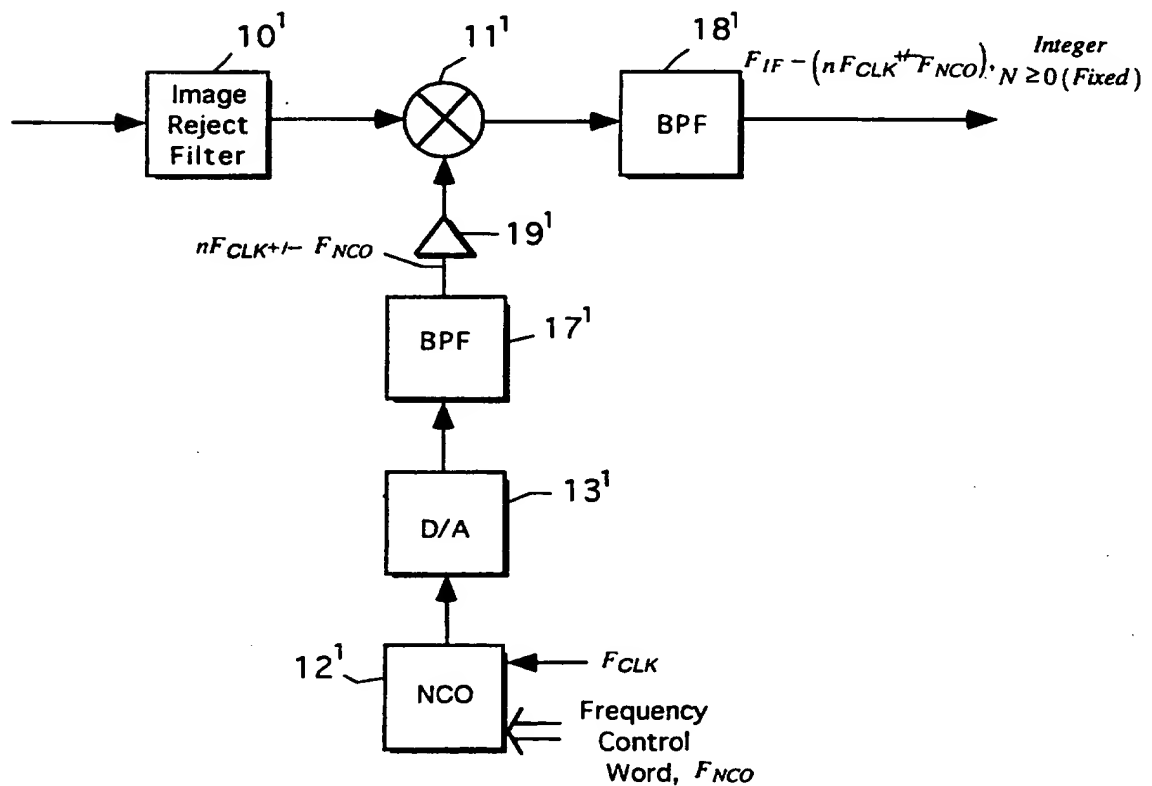 10¹
Image
Reject
Filter
11¹
18¹
BPF
F_IF − (nF_CLK +/- F_NCO), Integer
N ≥ 0 (Fixed)
19¹
nF_CLK +/− F_NCO
BPF
17¹
D/A
13¹
12¹
NCO
F_CLK
Frequency
Control
Word, F_NCO